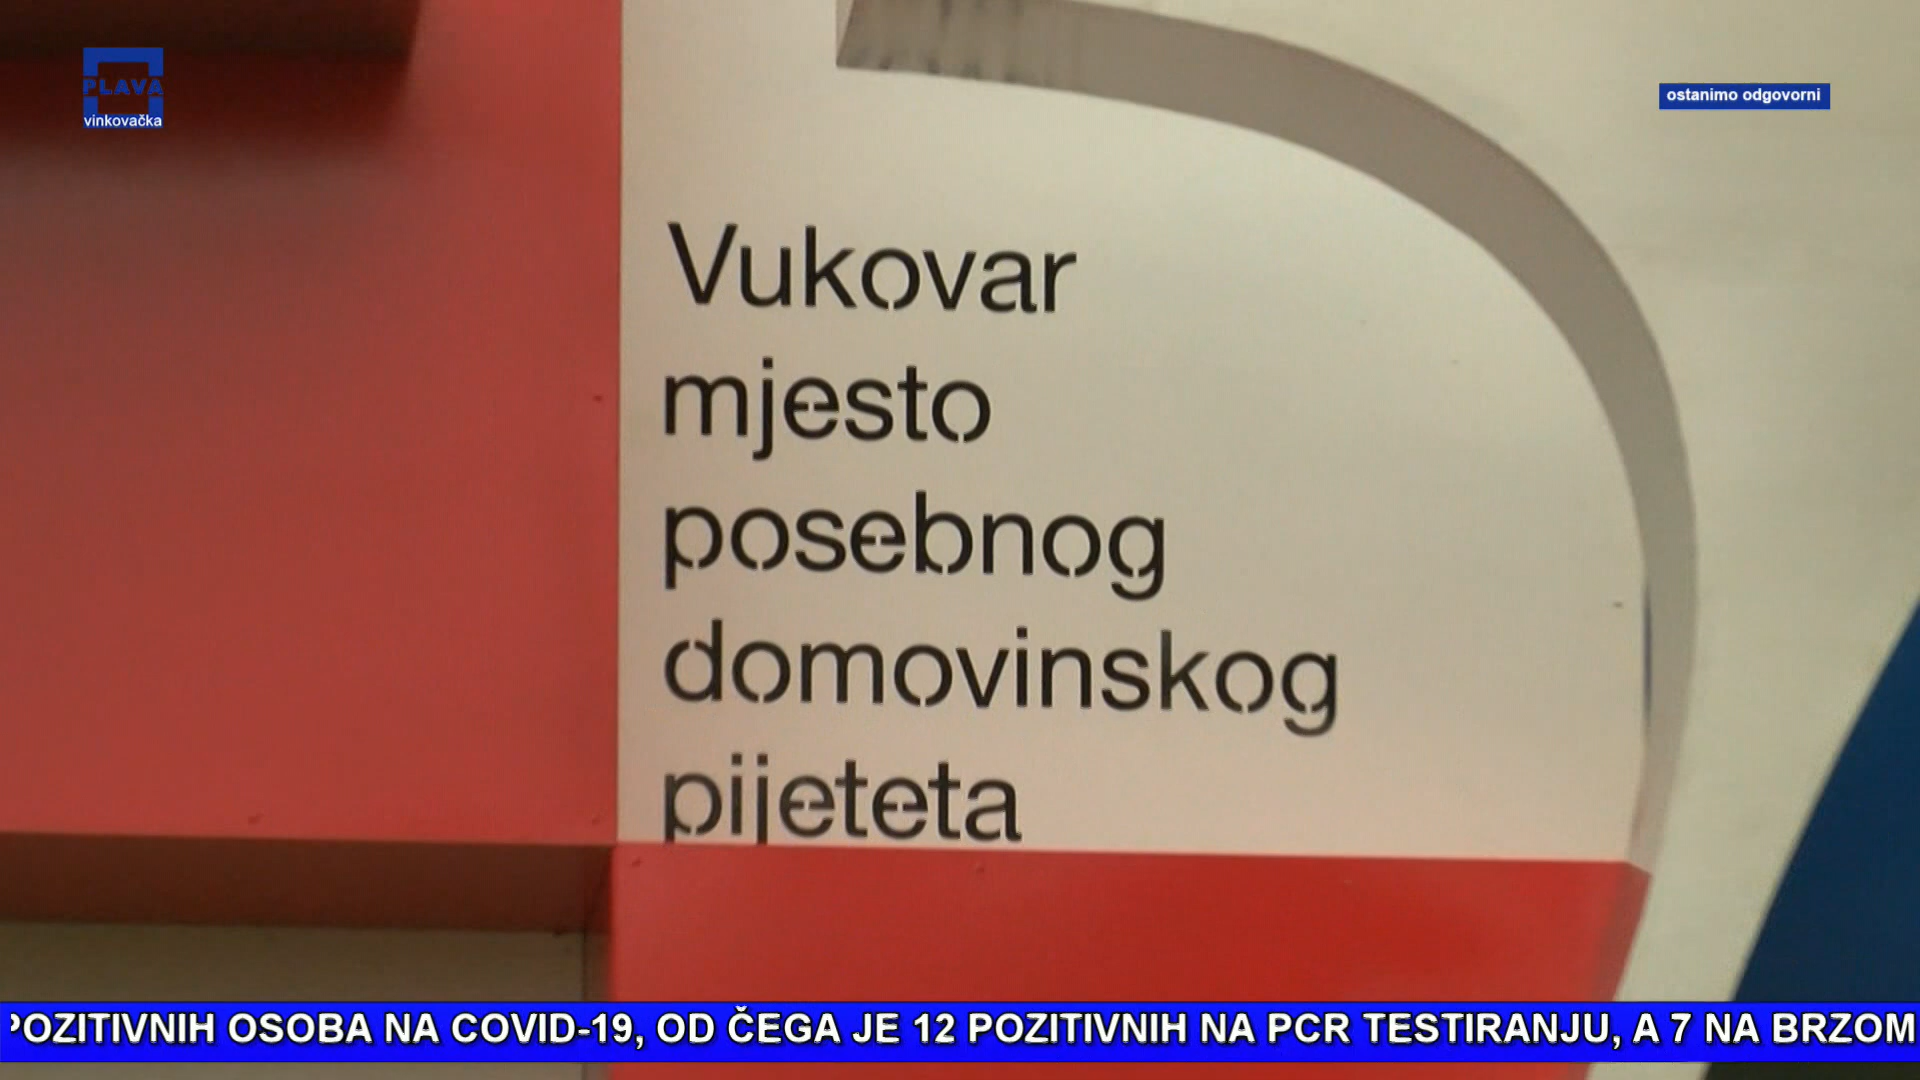 PLAVA
vinkovačka
ostanimo odgovorni
Vukovar
mjesto
posebnog
domovinskog
pijeteta
POZITIVNIH OSOBA NA COVID-19, OD ČEGA JE 12 POZITIVNIH NA PCR TESTIRANJU, A 7 NA BRZOM